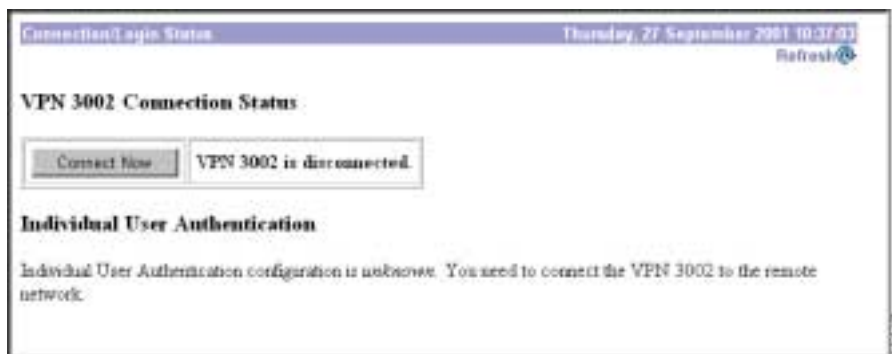 Connection/Login Status
Thursday, 27 September 2001 10:37:03
Refresh
VPN 3002 Connection Status
Connect Now
VPN 3002 is disconnected.
Individual User Authentication
Individual User Authentication configuration is unknown. You need to connect the VPN 3002 to the remote
network.